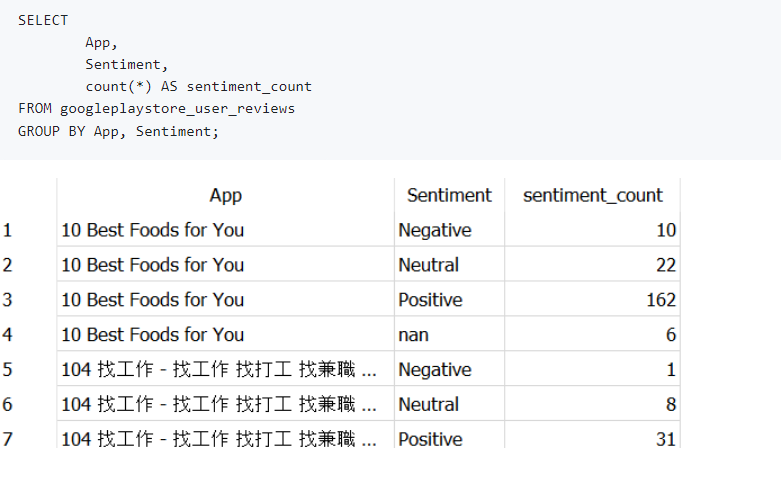 SELECT
App,
Sentiment,
count(*) AS sentiment_count
FROM googleplaystore_user_reviews
GROUP BY App, Sentiment;
App Sentiment sentiment_count
1 10 Best Foods for You Negative 10
2 10 Best Foods for You Neutral 22
3 10 Best Foods for You Positive 162
4 10 Best Foods for You nan 6
5 104 找工作 - 找工作 找打工 找兼職 ... Negative 1
6 104 找工作 - 找工作 找打工 找兼職 ... Neutral 8
7 104 找工作 - 找工作 找打工 找兼職 ... Positive 31